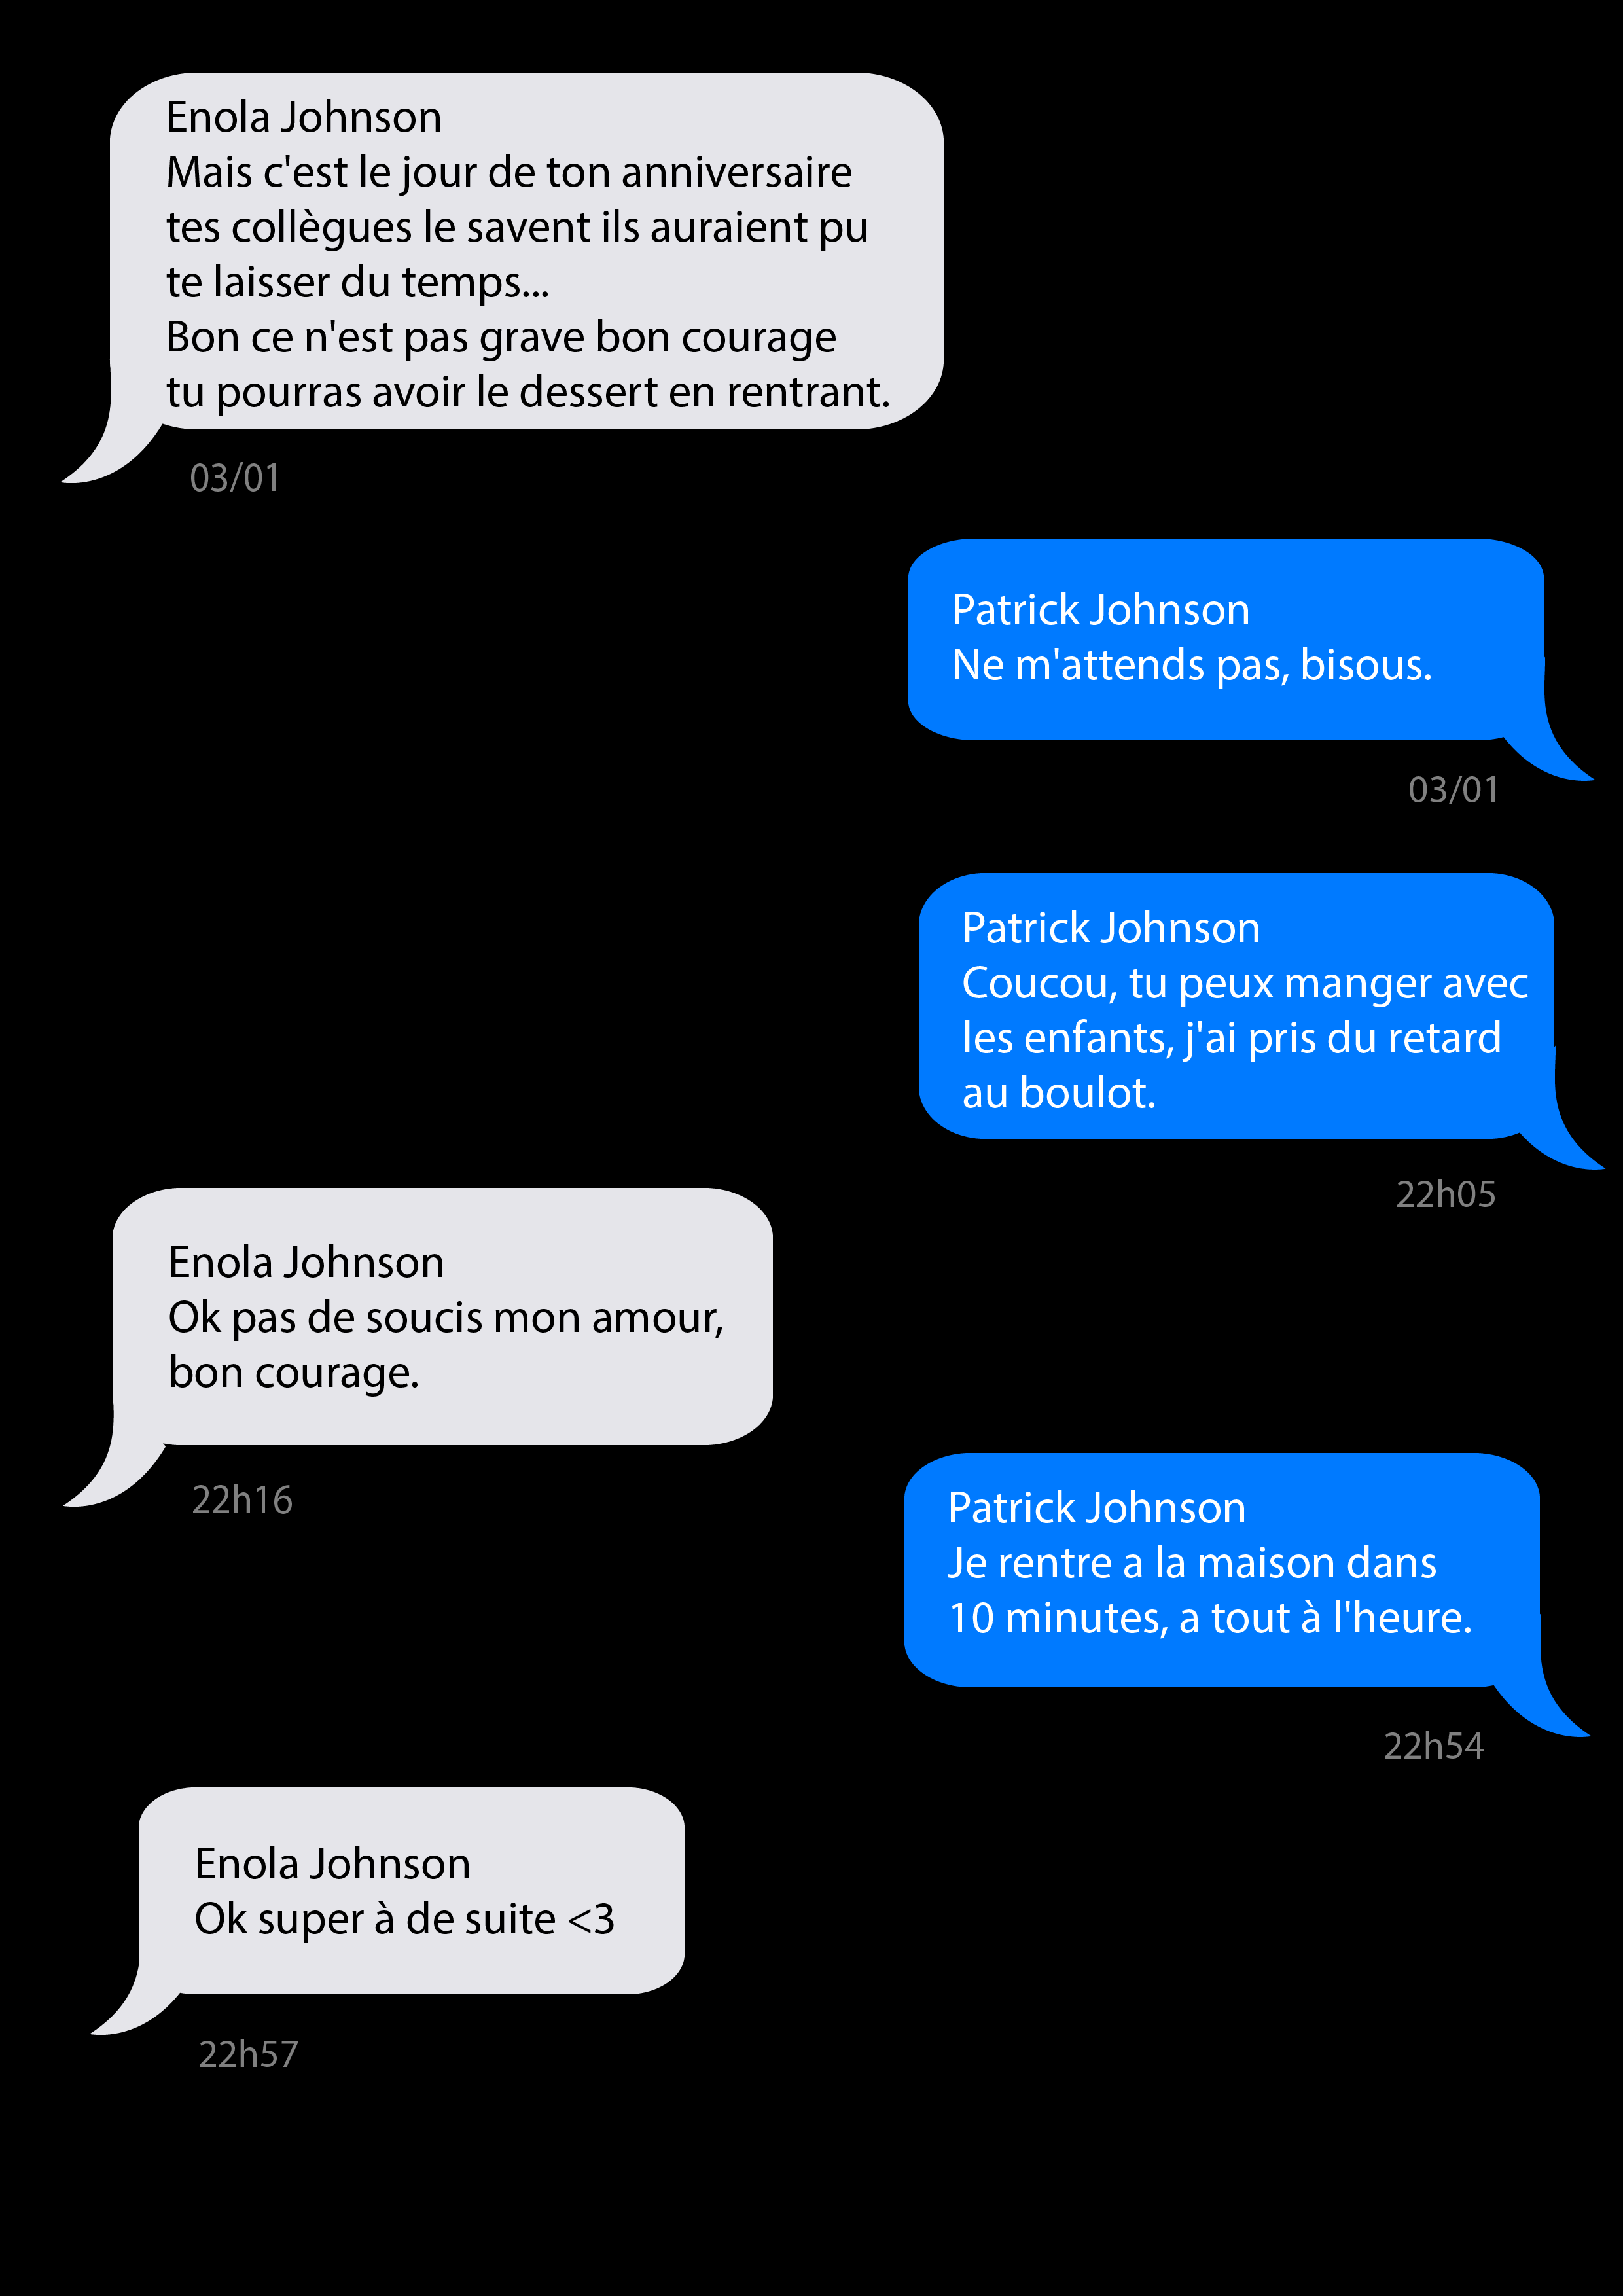 Enola Johnson
Mais c'est le jour de ton anniversaire
tes collègues le savent ils auraient pu
te laisser du temps...
Bon ce n'est pas grave bon courage
tu pourras avoir le dessert en rentrant.
03/01
Patrick Johnson
Ne m'attends pas, bisous.
03/01
Patrick Johnson
Coucou, tu peux manger avec
les enfants, j'ai pris du retard
au boulot.
22h05
Enola Johnson
Ok pas de soucis mon amour,
bon courage.
22h16
Patrick Johnson
Je rentre a la maison dans
10 minutes, a tout à l'heure.
22h54
Enola Johnson
Ok super à de suite <3
22h57